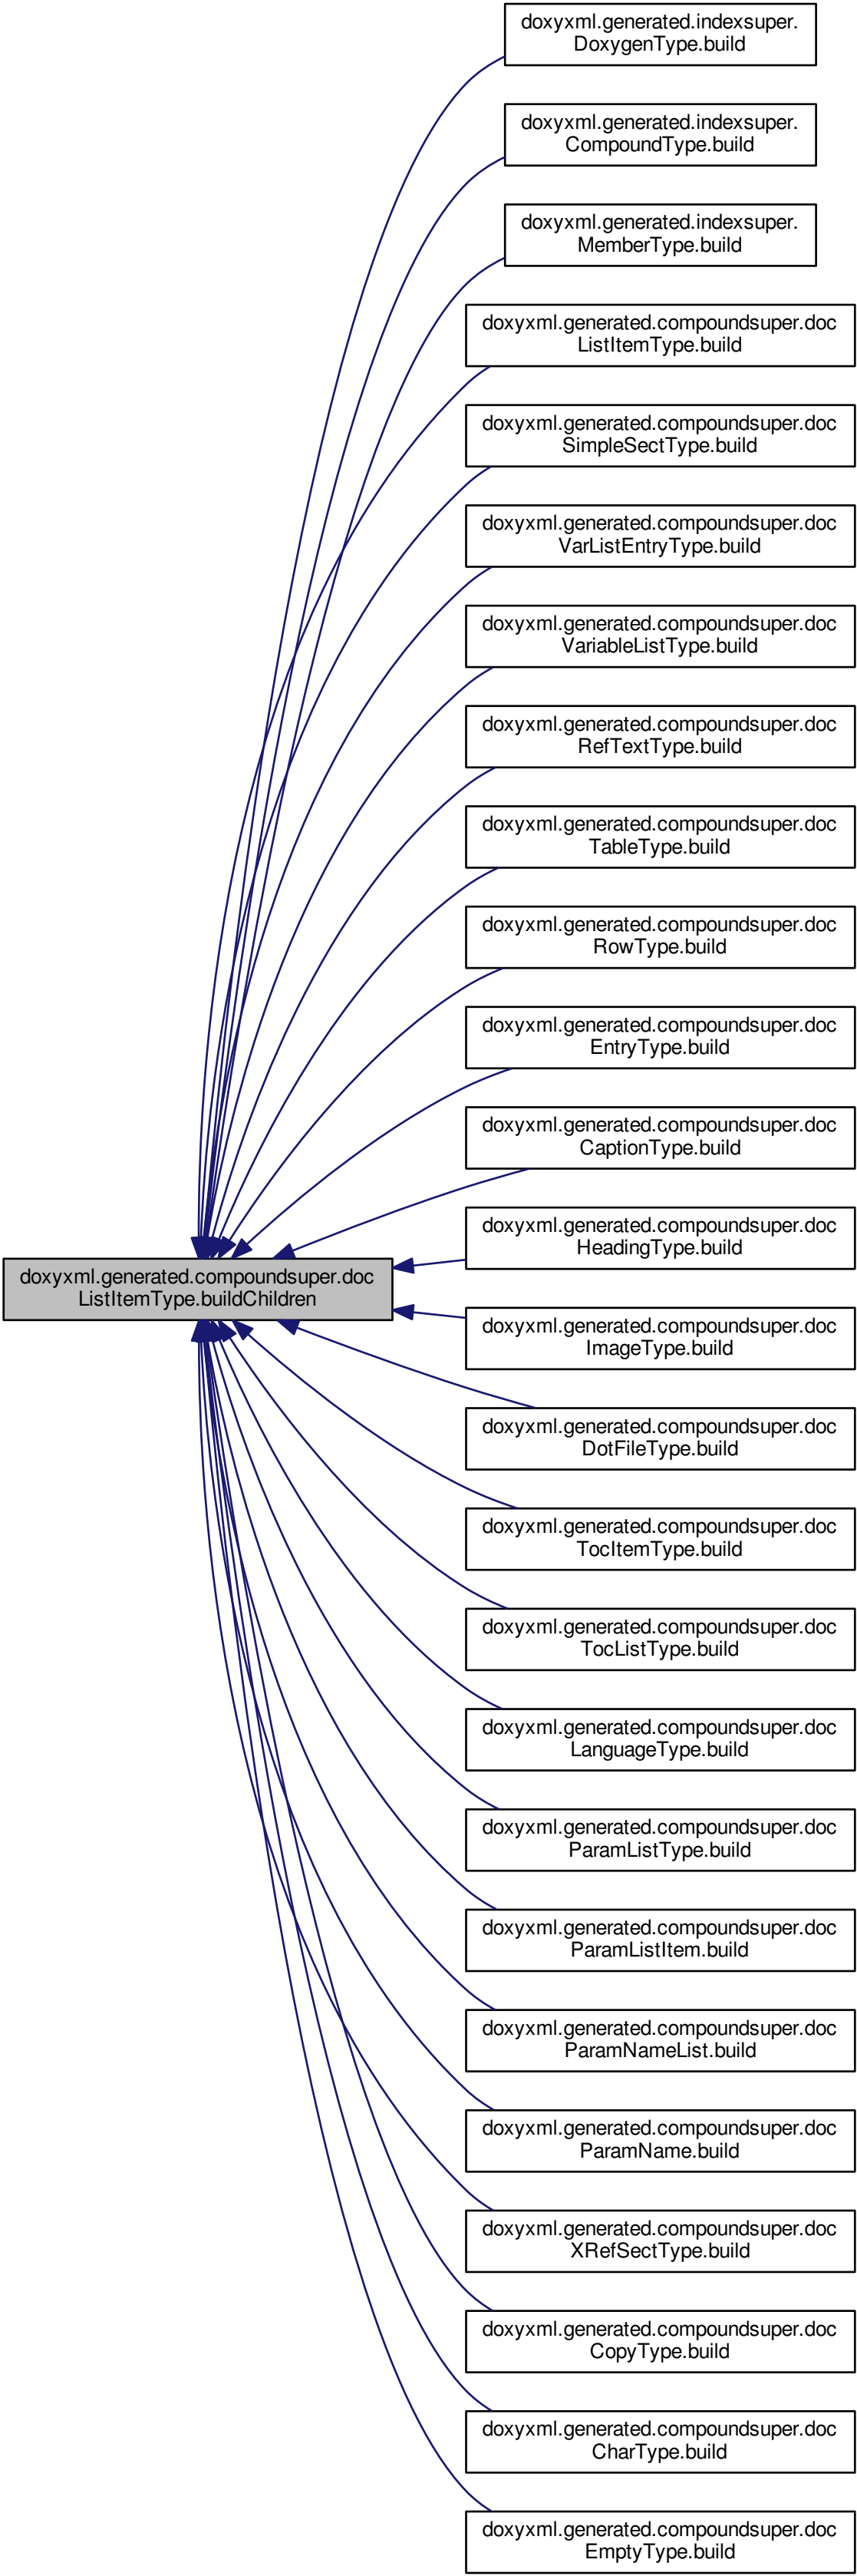 doxyxml.generated.indexsuper.
DoxygenType.build
doxyxml.generated.indexsuper.
CompoundType.build
doxyxml.generated.indexsuper.
MemberType.build
doxyxml.generated.compoundsuper.doc
ListItemType.build
doxyxml.generated.compoundsuper.doc
SimpleSectType.build
doxyxml.generated.compoundsuper.doc
VarListEntryType.build
doxyxml.generated.compoundsuper.doc
VariableListType.build
doxyxml.generated.compoundsuper.doc
RefTextType.build
doxyxml.generated.compoundsuper.doc
TableType.build
doxyxml.generated.compoundsuper.doc
RowType.build
doxyxml.generated.compoundsuper.doc
EntryType.build
doxyxml.generated.compoundsuper.doc
CaptionType.build
doxyxml.generated.compoundsuper.doc
HeadingType.build
doxyxml.generated.compoundsuper.doc
ListItemType.buildChildren
doxyxml.generated.compoundsuper.doc
ImageType.build
doxyxml.generated.compoundsuper.doc
DotFileType.build
doxyxml.generated.compoundsuper.doc
TocItemType.build
doxyxml.generated.compoundsuper.doc
TocListType.build
doxyxml.generated.compoundsuper.doc
LanguageType.build
doxyxml.generated.compoundsuper.doc
ParamListType.build
doxyxml.generated.compoundsuper.doc
ParamListItem.build
doxyxml.generated.compoundsuper.doc
ParamNameList.build
doxyxml.generated.compoundsuper.doc
ParamName.build
doxyxml.generated.compoundsuper.doc
XRefSectType.build
doxyxml.generated.compoundsuper.doc
CopyType.build
doxyxml.generated.compoundsuper.doc
CharType.build
doxyxml.generated.compoundsuper.doc
EmptyType.build